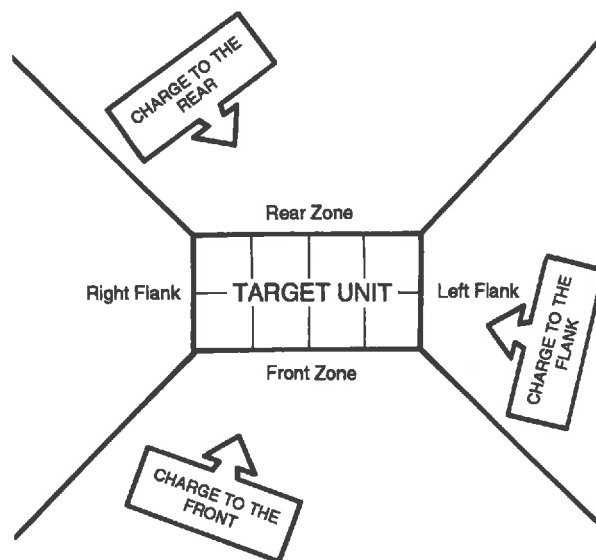 CHARGE TO THE
REAR
Rear Zone
Right Flank
TARGET UNIT
Left Flank
CHARGE TO THE
FLANK
Front Zone
CHARGE TO THE
FRONT